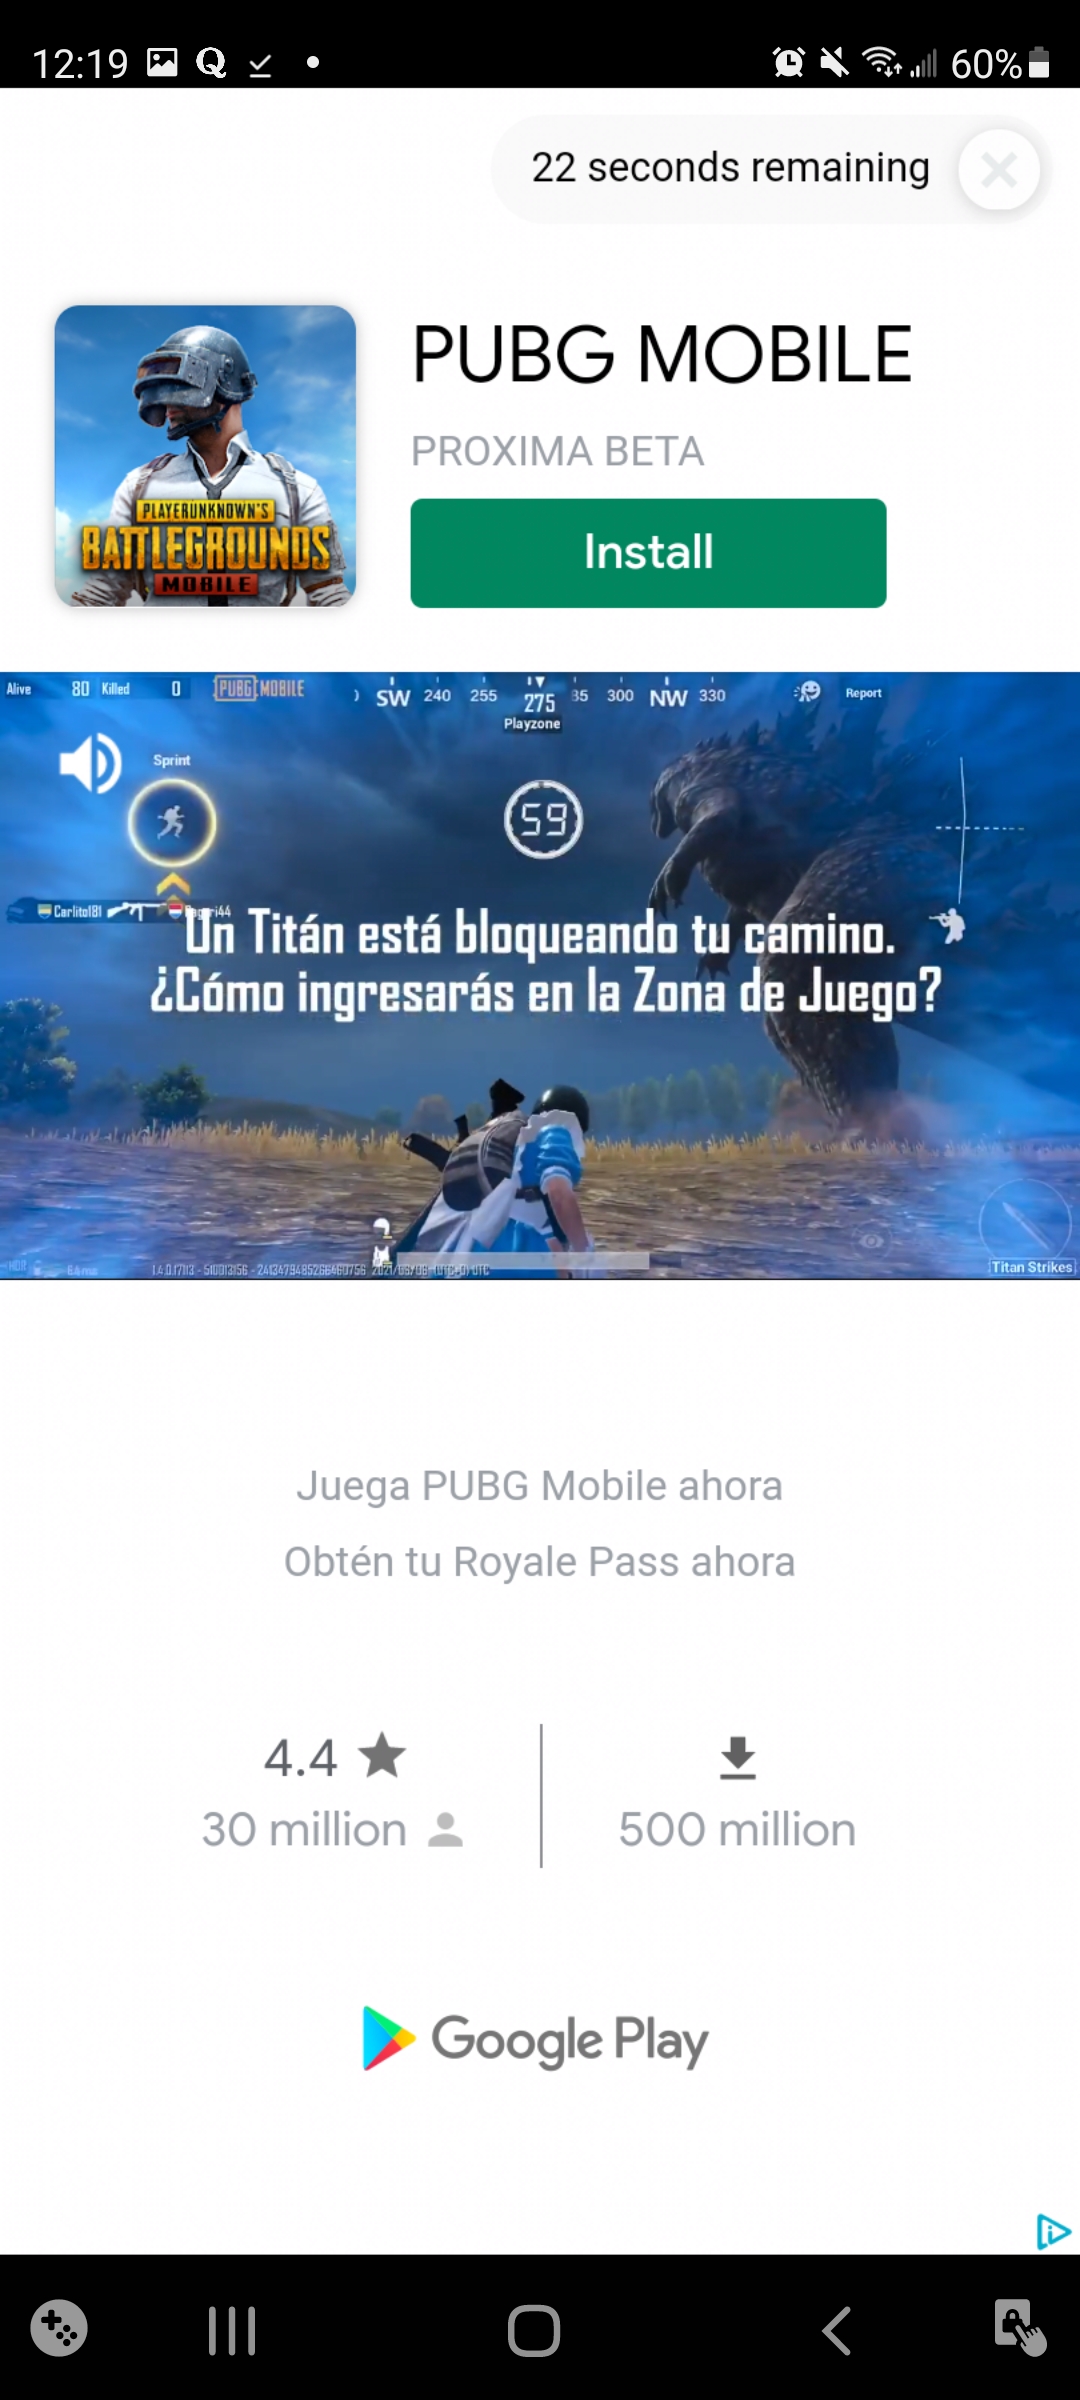 12:19
60%
22 seconds remaining
PUBG MOBILE
PROXIMA BETA
Install
PLAYERUNKNOWN'S
BATTLEGROUNDS
MOBILE
Alive 80 Killed 0 PUBG MOBILE
SW 240 255 275 85 300 NW 330
Playzone
Report
Sprint
59
Carlito181
Un Titán está bloqueando tu camino.
¿Cómo ingresarás en la Zona de Juego?
Titan Strikes
Juega PUBG Mobile ahora
Obtén tu Royale Pass ahora
4.4
30 million
500 million
Google Play